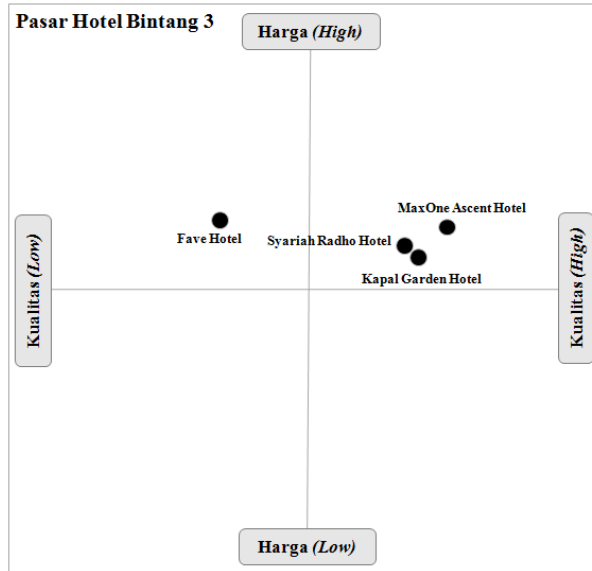 Pasar Hotel Bintang 3
Harga (High)
MaxOne Ascent Hotel
Fave Hotel
Syariah Radho Hotel
Kapal Garden Hotel
Kualitas (Low)
Kualitas (High)
Harga (Low)